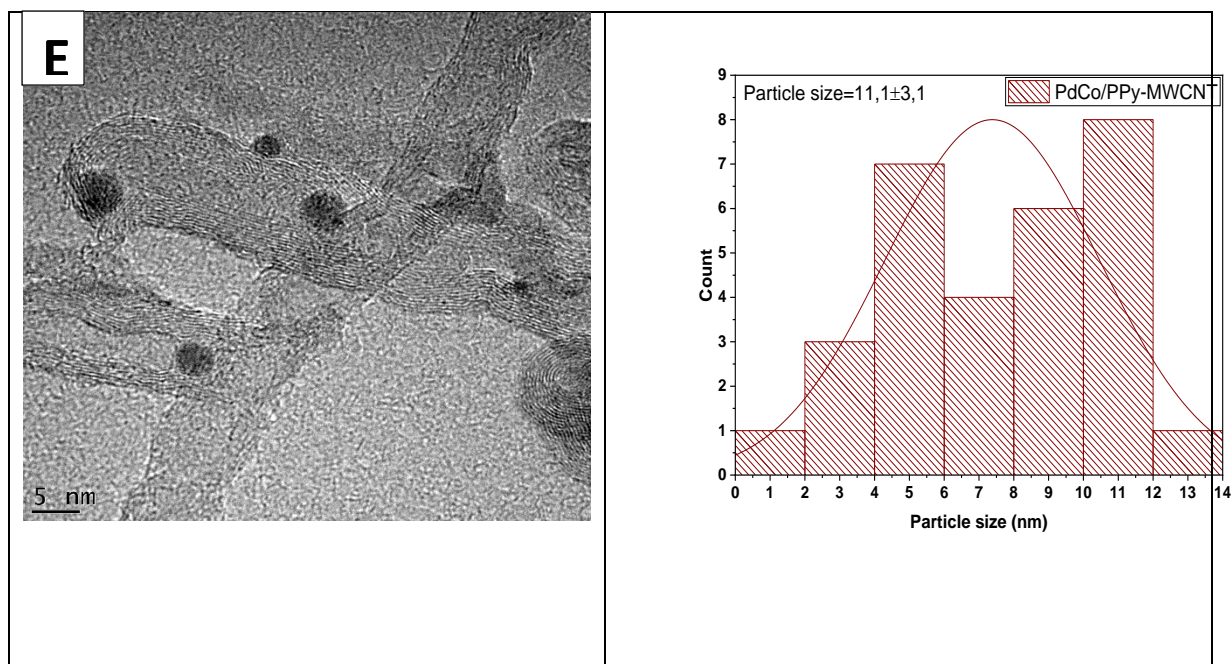 E
5 nm
Particle size=11,1±3,1
PdCo/PPy-MWCNT
9
8
7
6
5
4
3
2
1
0
Count
0 1 2 3 4 5 6 7 8 9 10 11 12 13 14
Particle size (nm)